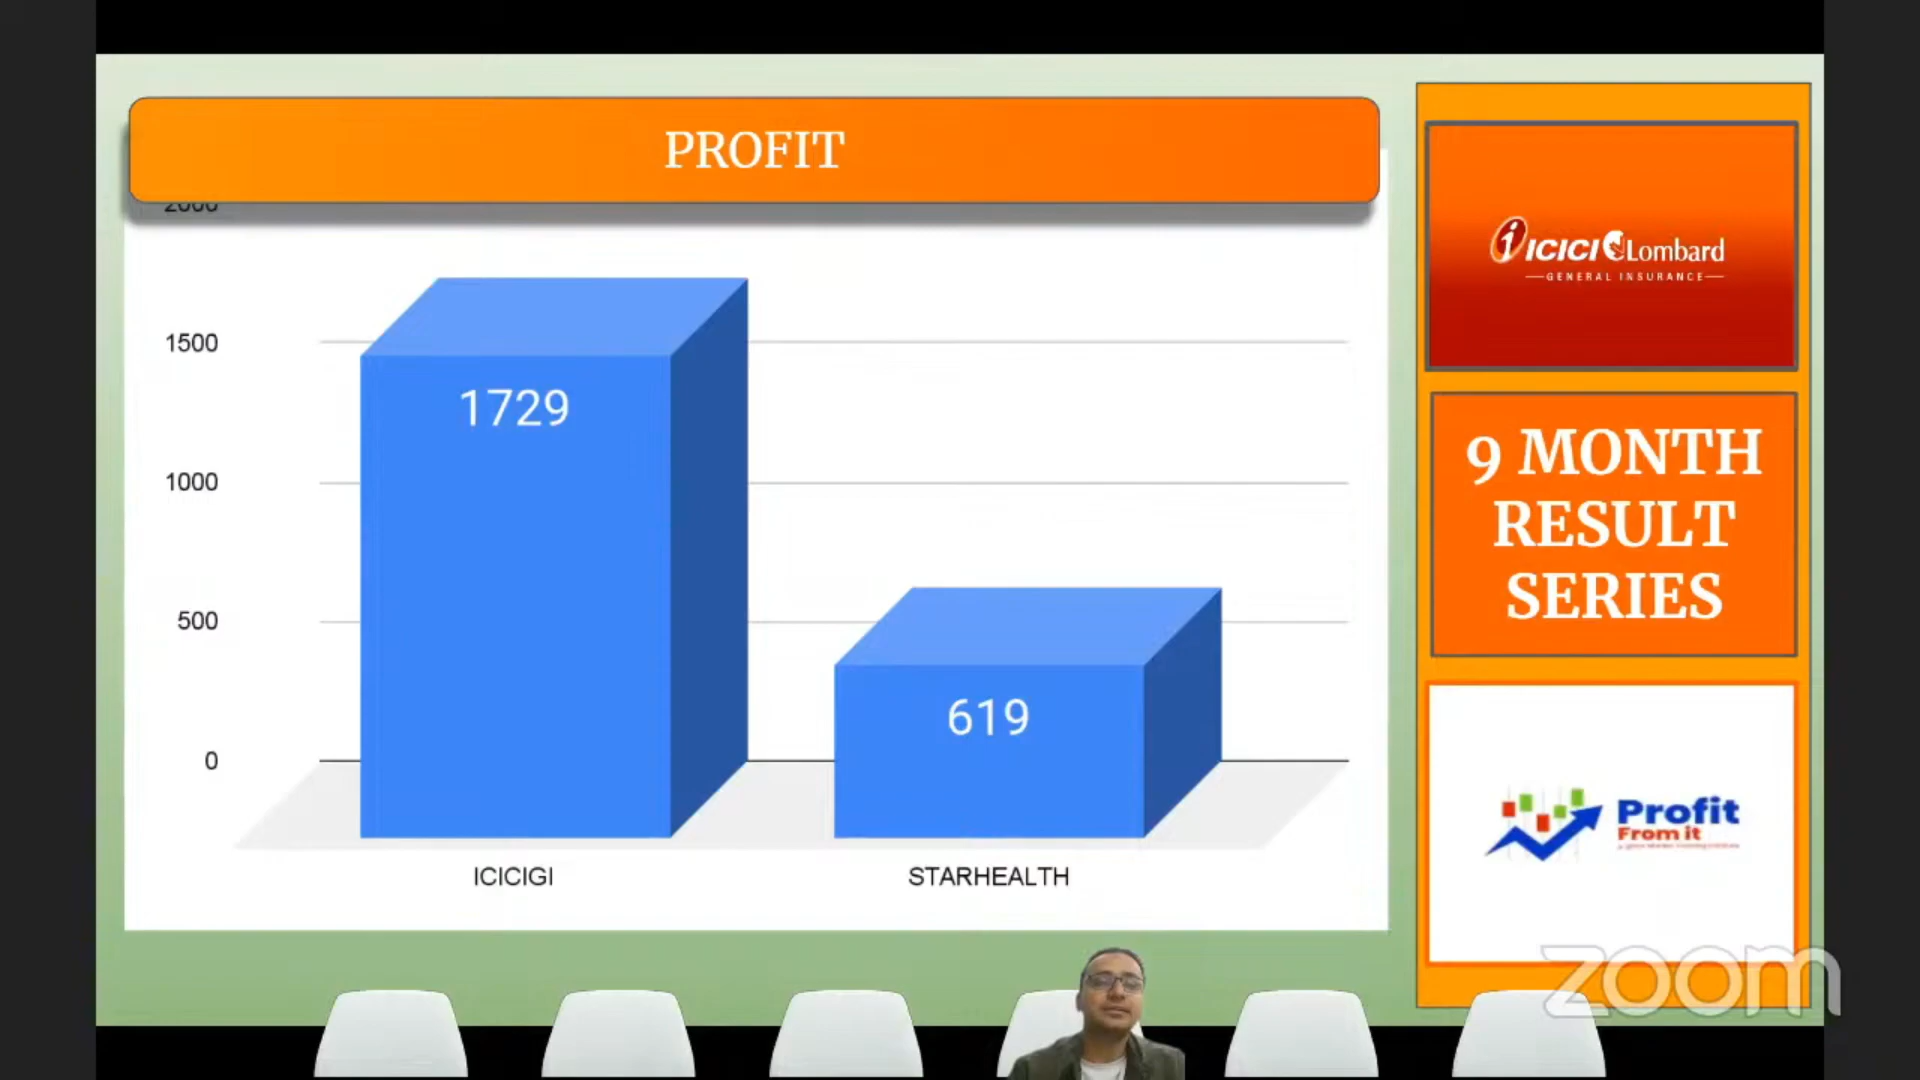 PROFIT
2000
1500
1000
500
0
1729
619
ICICIGI
STARHEALTH
i ICICI Lombard
GENERAL INSURANCE
9 MONTH
RESULT
SERIES
Profit
From it
zoom